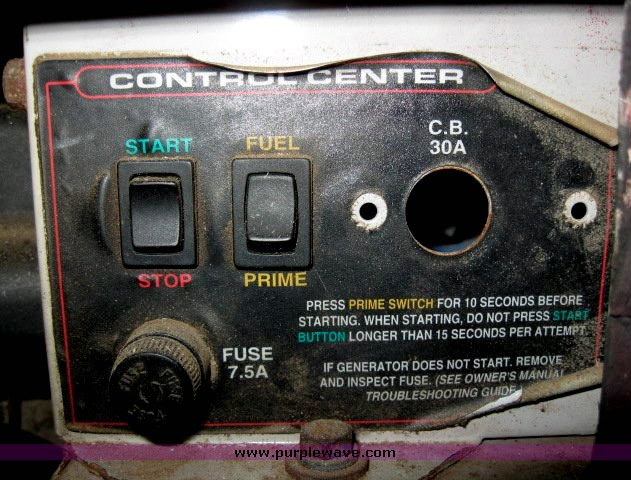 CONTROL CENTER
START
FUEL
C.B.
30A
STOP
PRIME
PRESS PRIME SWITCH FOR 10 SECONDS BEFORE
STARTING. WHEN STARTING, DO NOT PRESS START
BUTTON LONGER THAN 15 SECONDS PER ATTEMPT.
FUSE
7.5A
IF GENERATOR DOES NOT START. REMOVE
AND INSPECT FUSE. (SEE OWNER'S MANUAL
TROUBLESHOOTING GUIDE.)
FUSE FUSE
www.purplewave.com